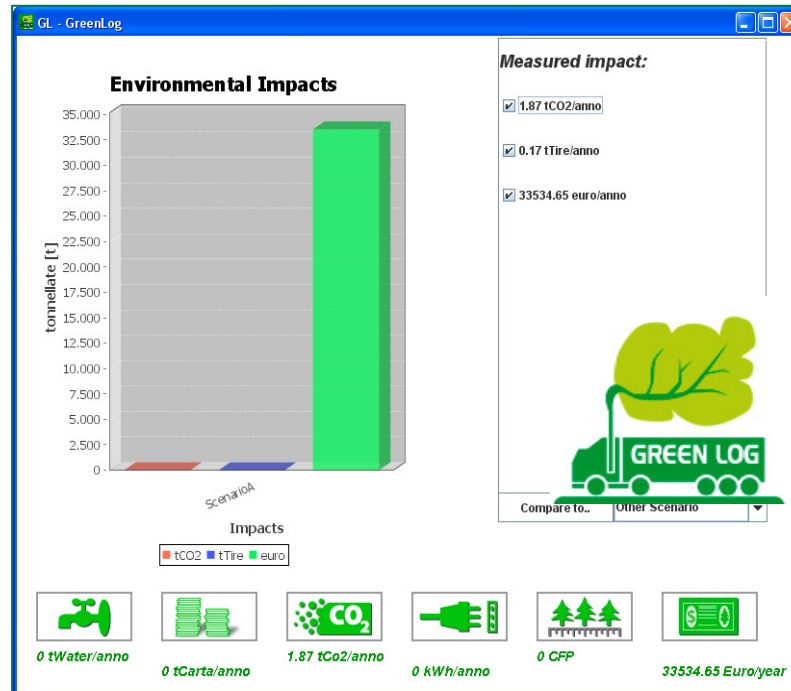 GL - GreenLog
Environmental Impacts
35.000
32.500
30.000
27.500
25.000
22.500
20.000
17.500
15.000
12.500
10.000
7.500
5.000
2.500
0
tonnellate [t]
ScenarioA
Impacts
tCO2 tTire euro
Measured impact:
1.87 tCO2/anno
0.17 tTire/anno
33534.65 euro/anno
GREEN LOG
Compare to.. Other Scenario
CO2
$
0 tWater/anno
0 tCarta/anno
1.87 tCo2/anno
0 kWh/anno
0 CFP
33534.65 Euro/year